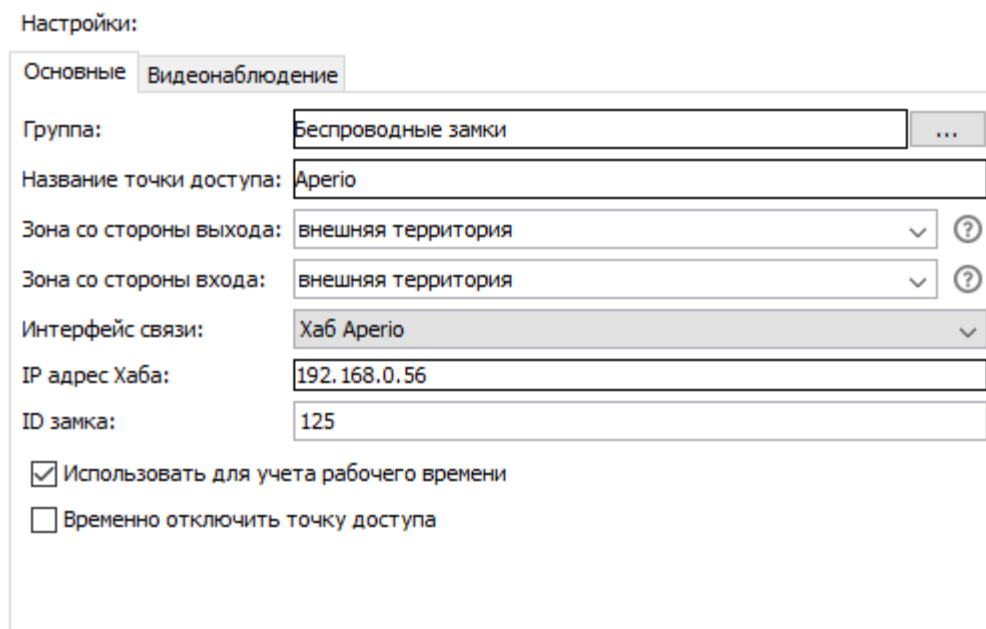 Настройки:
Основные Видеонаблюдение
Группа: Беспроводные замки ...
Название точки доступа: Aperio
Зона со стороны выхода: внешняя территория ?
Зона со стороны входа: внешняя территория ?
Интерфейс связи: Хаб Aperio
IP адрес Хаба: 192.168.0.56
ID замка: 125
Использовать для учета рабочего времени
Временно отключить точку доступа